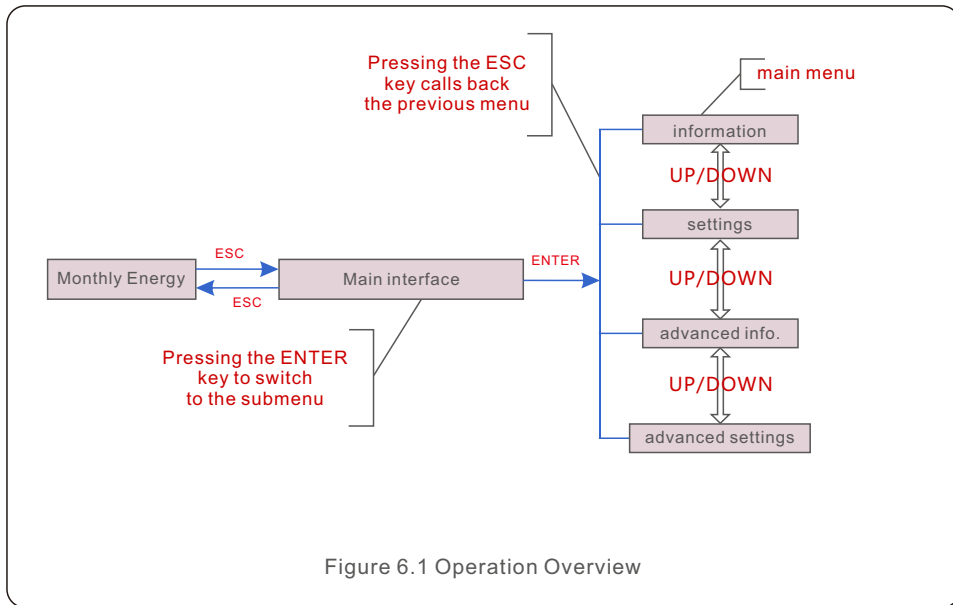 Pressing the ESC
key calls back
the previous menu
main menu
information
UP/DOWN
settings
ESC
ENTER
Monthly Energy
Main interface
UP/DOWN
ESC
advanced info.
Pressing the ENTER
key to switch
to the submenu
UP/DOWN
advanced settings
Figure 6.1 Operation Overview